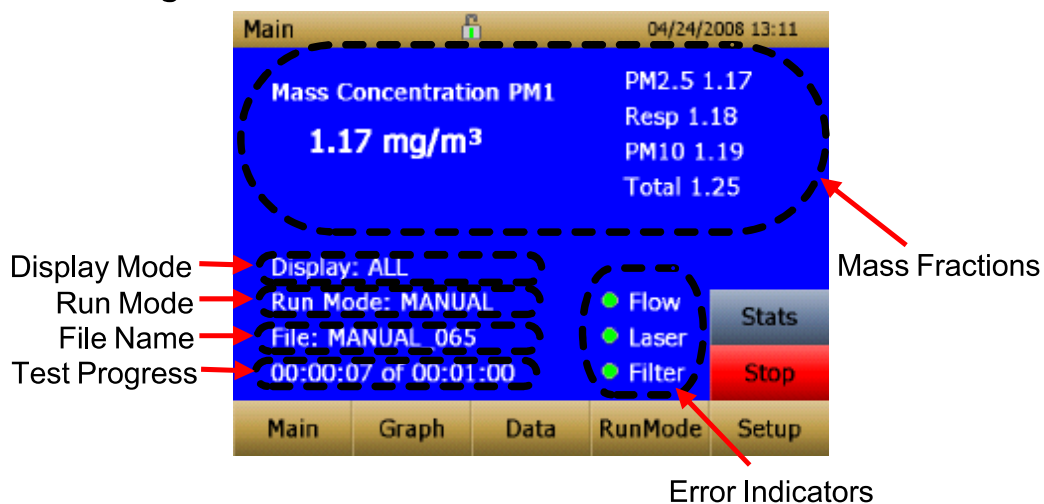 Main 04/24/2008 13:11
Mass Concentration PM1
1.17 mg/m³
PM2.5 1.17
Resp 1.18
PM10 1.19
Total 1.25
Mass Fractions
Display Mode
Display: ALL
Run Mode
Run Mode: MANUAL
File Name
File: MANUAL_065
Test Progress
00:00:07 of 00:01:00
Flow
Laser
Filter
Stats
Stop
Main Graph Data RunMode Setup
Error Indicators